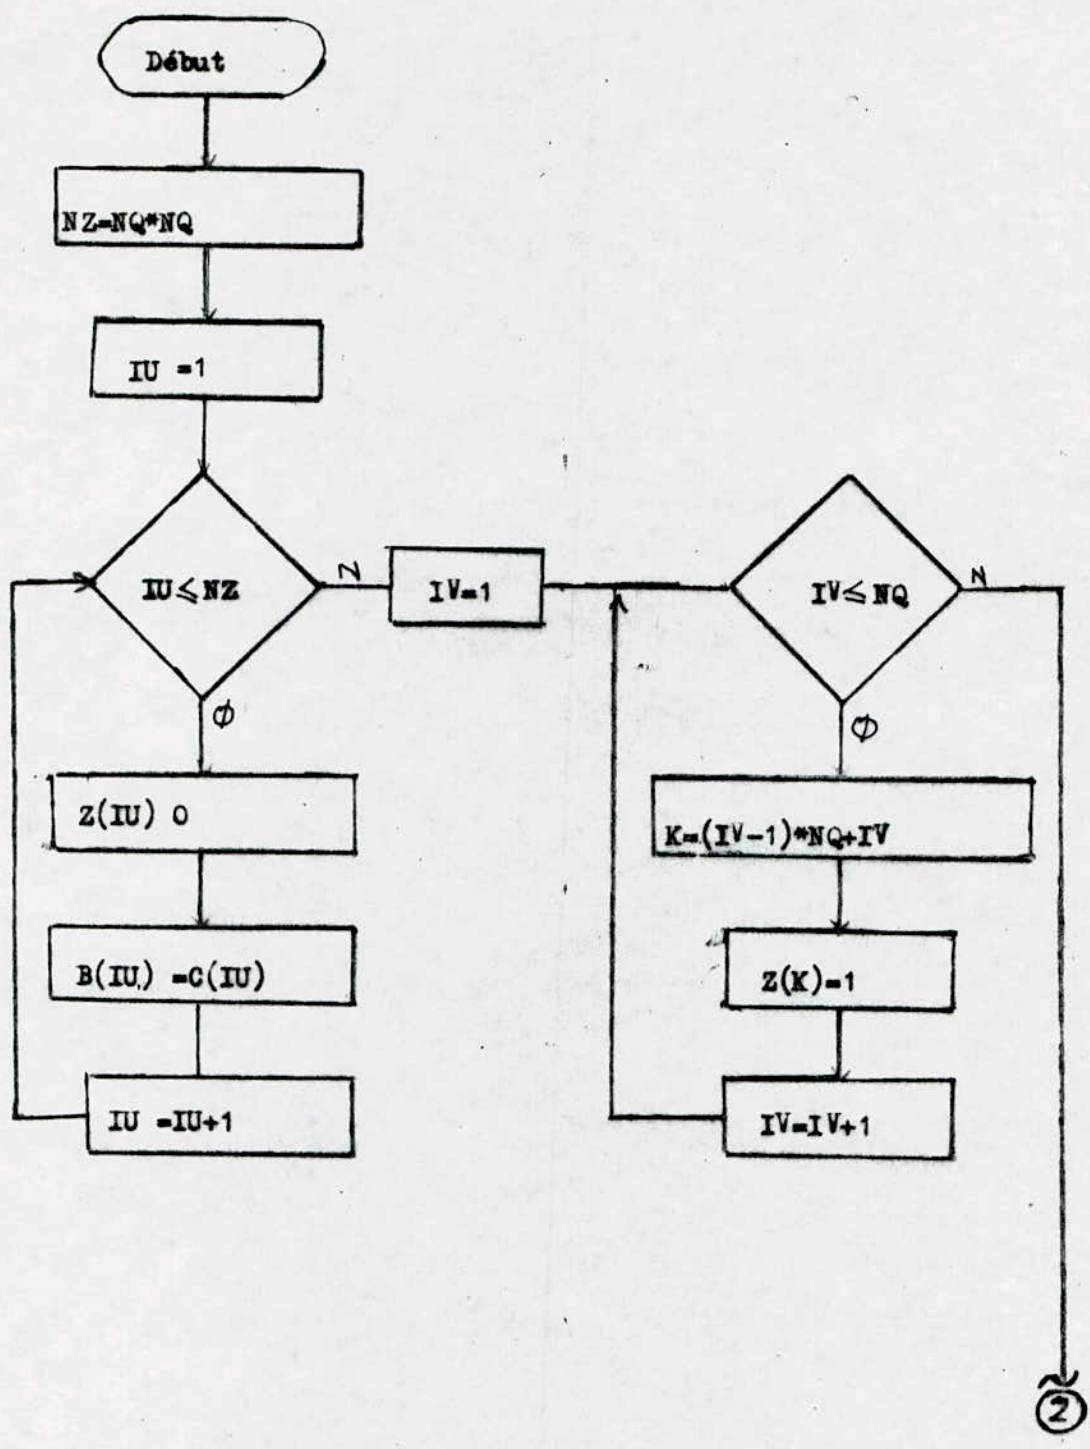 Début
NZ=NQ*NQ
IU =1
IU≤NZ
N
IV=1
IV≤NQ
N
Ø
Z(IU) 0
B(IU.) =C(IU)
IU =IU+1
Ø
K=(IV-1)*NQ+IV
Z(K)=1
IV=IV+1
2